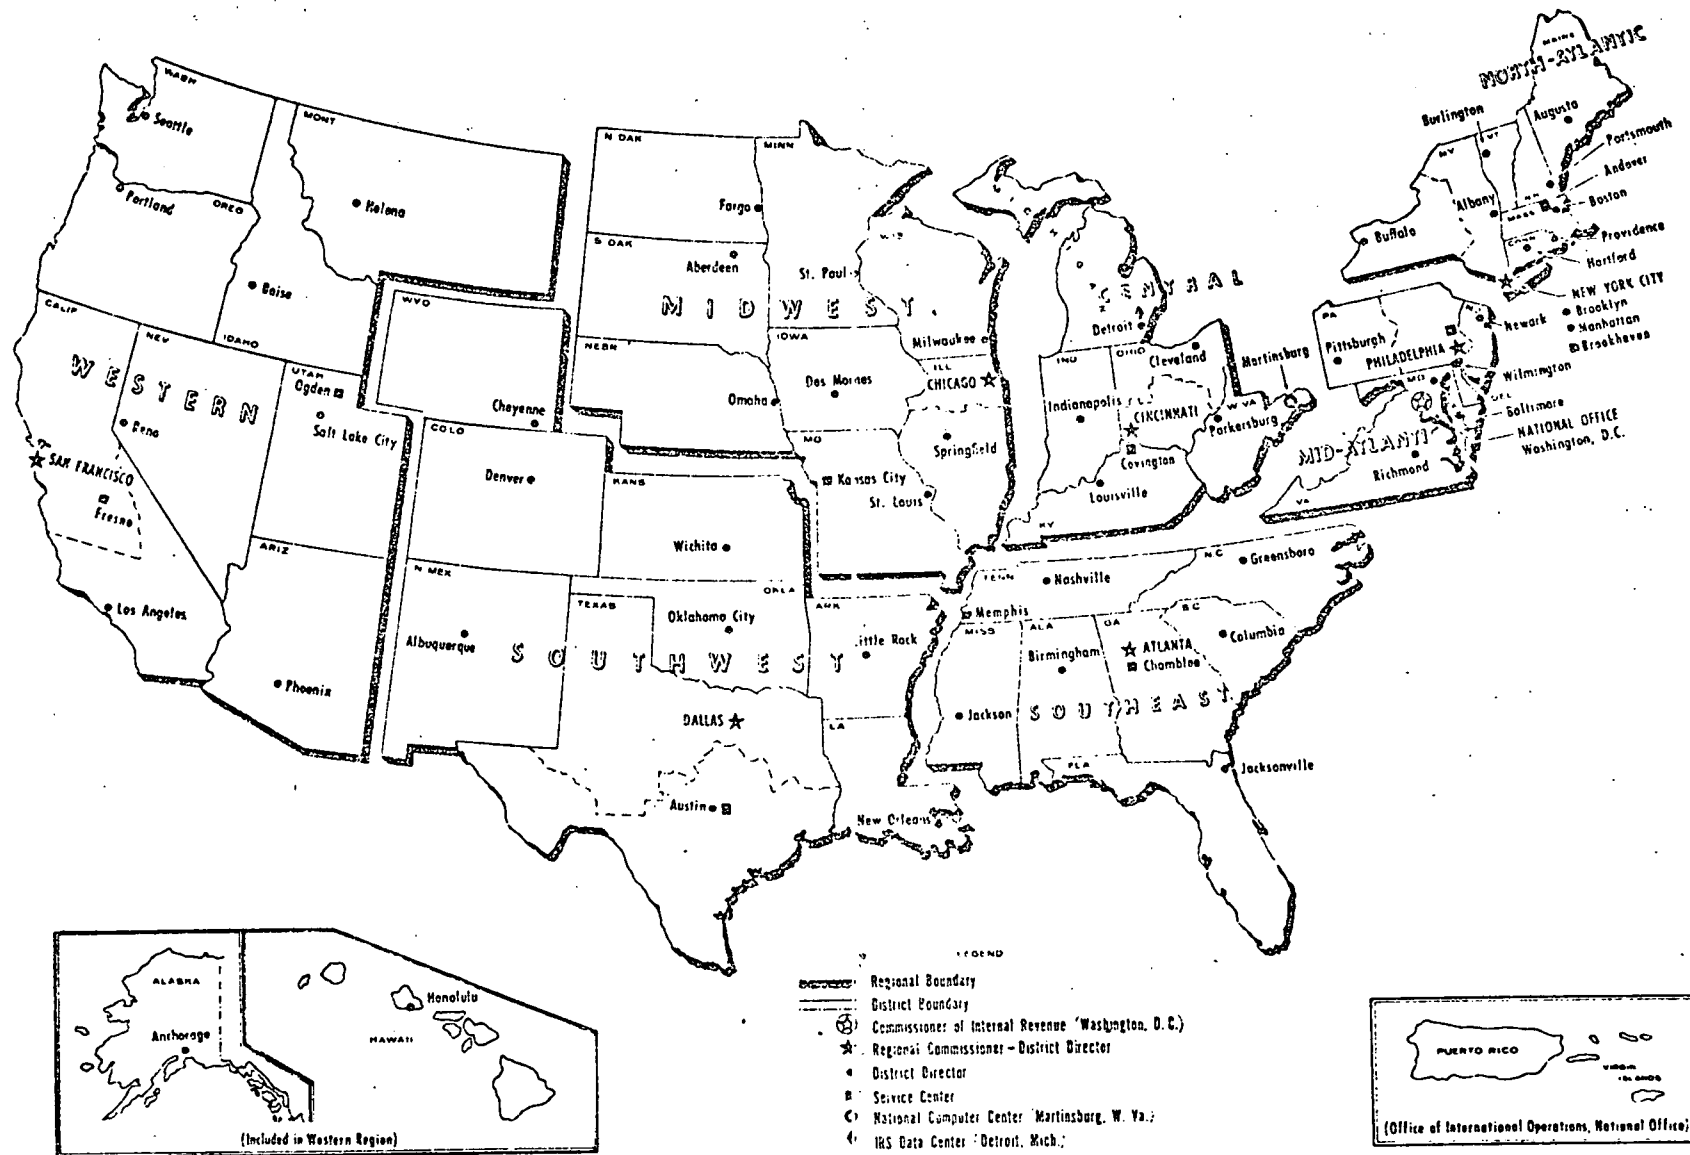 WASH
Seattle
Portland
OREG
MONT
Helena
Boise
IDAHO
CALIF
NEV
WESTERN
Reno
UTAH
Ogden
Salt Lake City
SAN FRANCISCO
Fresno
Los Angeles
ARIZ
Phoenix
WYO
Cheyenne
COLO
Denver
N MEX
Albuquerque
N DAK
Fargo
MINN
S DAK
Aberdeen
St. Paul
WIS
MIDWEST
NEBR
Omaha
IOWA
Des Moines
Milwaukee
ILL
CHICAGO
Springfield
MO
Kansas City
St. Louis
KANS
Wichita
OKLA
Oklahoma City
TEXAS
SOUTHWEST
DALLAS
Austin
ARK
Little Rock
LA
New Orleans
CENTRAL
Detroit
IND
Indianapolis
OHIO
Cleveland
CINCINNATI
Covington
Louisville
KY
W VA
Parkersburg
Martinsburg
TENN
Nashville
Memphis
N C
Greensboro
S C
Columbia
MISS
Jackson
ALA
Birmingham
GA
ATLANTA
Chamblee
SOUTHEAST
FLA
Jacksonville
MAINE
NORTH-ATLANTIC
Burlington
Augusta
Portsmouth
Andover
Boston
Providence
Hartford
NY
VT
N H
MASS
CONN
Albany
Buffalo
NEW YORK CITY
Brooklyn
Manhattan
Brookhaven
PA
Pittsburgh
PHILADELPHIA
Newark
Wilmington
MD
DEL
Baltimore
NATIONAL OFFICE
Washington, D.C.
MID-ATLANTIC
Richmond
VA
ALASKA
Anchorage
Honolulu
HAWAII
(Included in Western Region)
LEGEND
Regional Boundary
District Boundary
Commissioner of Internal Revenue (Washington, D.C.)
Regional Commissioner - District Director
District Director
Service Center
National Computer Center (Martinsburg, W. Va.)
IRS Data Center (Detroit, Mich.)
PUERTO RICO
VIRGIN
ISLANDS
(Office of International Operations, National Office)